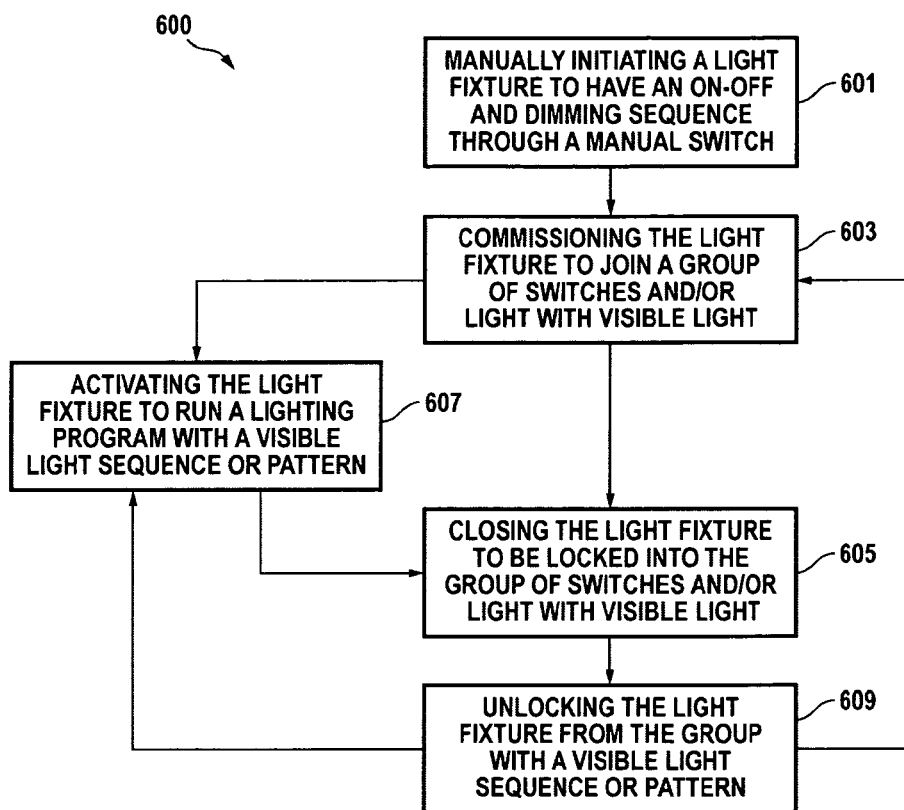 600
MANUALLY INITIATING A LIGHT
FIXTURE TO HAVE AN ON-OFF
AND DIMMING SEQUENCE
THROUGH A MANUAL SWITCH
601
COMMISSIONING THE LIGHT
FIXTURE TO JOIN A GROUP
OF SWITCHES AND/OR
LIGHT WITH VISIBLE LIGHT
603
ACTIVATING THE LIGHT
FIXTURE TO RUN A LIGHTING
PROGRAM WITH A VISIBLE
LIGHT SEQUENCE OR PATTERN
607
CLOSING THE LIGHT FIXTURE
TO BE LOCKED INTO THE
GROUP OF SWITCHES AND/OR
LIGHT WITH VISIBLE LIGHT
605
UNLOCKING THE LIGHT
FIXTURE FROM THE GROUP
WITH A VISIBLE LIGHT
SEQUENCE OR PATTERN
609